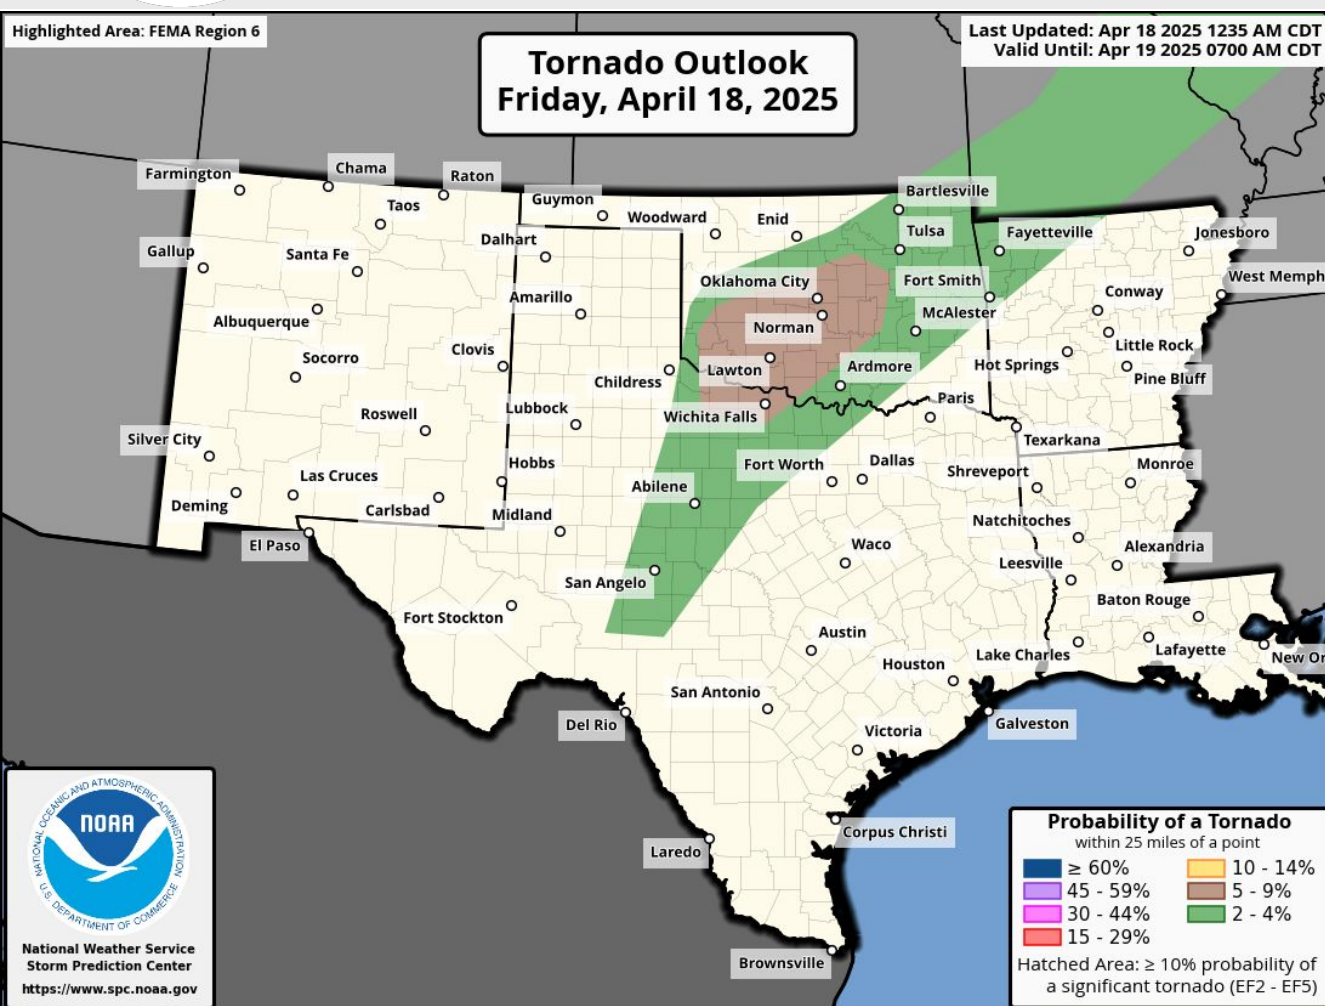 Highlighted Area: FEMA Region 6
Last Updated: Apr 18 2025 1235 AM CDT
Valid Until: Apr 19 2025 0700 AM CDT
Tornado Outlook
Friday, April 18, 2025
Farmington
Chama
Raton
Taos
Guymon
Woodward
Enid
Bartlesville
Tulsa
Fayetteville
Jonesboro
Gallup
Santa Fe
Dalhart
Oklahoma City
Fort Smith
West Memph
Amarillo
Conway
Albuquerque
Norman
McAlester
Little Rock
Socorro
Clovis
Childress
Lawton
Ardmore
Hot Springs
Pine Bluff
Roswell
Lubbock
Wichita Falls
Paris
Silver City
Texarkana
Las Cruces
Hobbs
Fort Worth
Dallas
Shreveport
Monroe
Deming
Carlsbad
Midland
Abilene
Natchitoches
El Paso
Waco
Alexandria
San Angelo
Leesville
Fort Stockton
Baton Rouge
Austin
Lake Charles
Lafayette
New Or
Houston
San Antonio
Del Rio
Galveston
Victoria
Corpus Christi
Laredo
Brownsville
NATIONAL OCEANIC AND ATMOSPHERIC ADMINISTRATION
NOAA
U.S. DEPARTMENT OF COMMERCE
National Weather Service
Storm Prediction Center
https://www.spc.noaa.gov
Probability of a Tornado
within 25 miles of a point
≥ 60%
10 - 14%
45 - 59%
5 - 9%
30 - 44%
2 - 4%
15 - 29%
Hatched Area: ≥ 10% probability of
a significant tornado (EF2 - EF5)